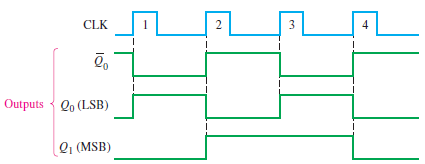 CLK 1 2 3 4
Q̅₀
Outputs Q₀ (LSB)
Q₁ (MSB)